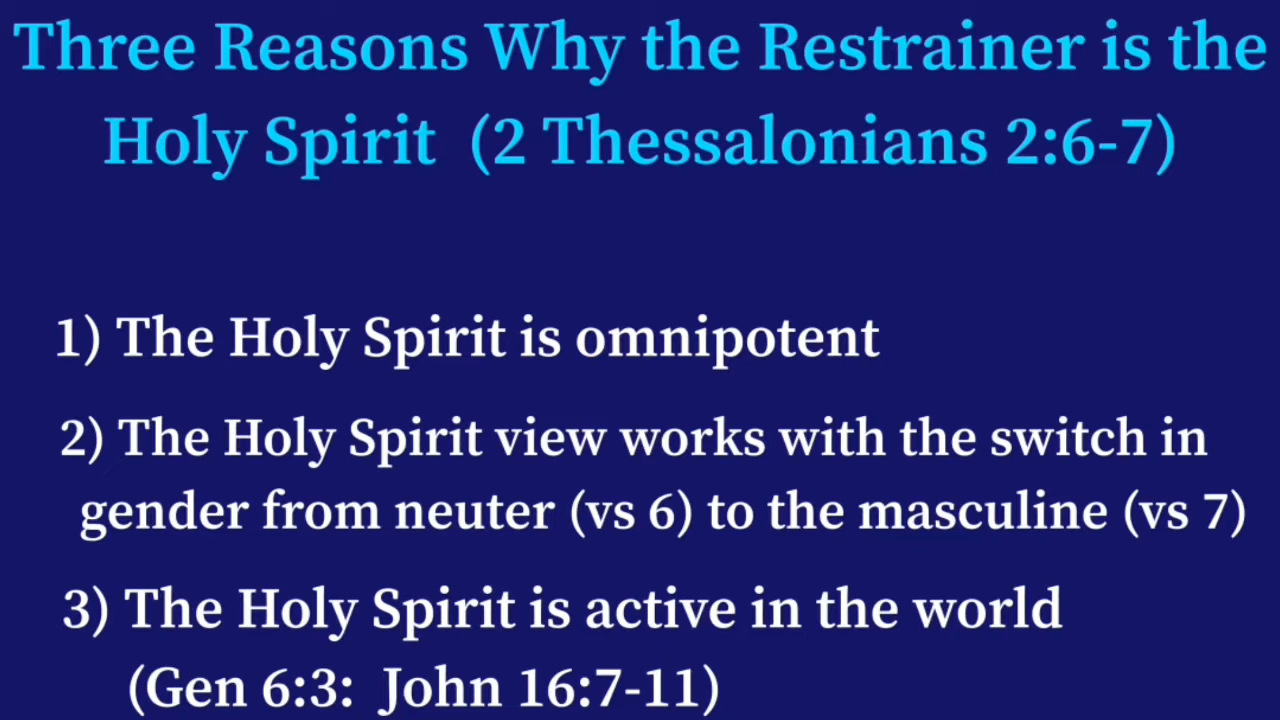 Three Reasons Why the Restrainer is the
Holy Spirit (2 Thessalonians 2:6-7)
1) The Holy Spirit is omnipotent
2) The Holy Spirit view works with the switch in
gender from neuter (vs 6) to the masculine (vs 7)
3) The Holy Spirit is active in the world
(Gen 6:3: John 16:7-11)